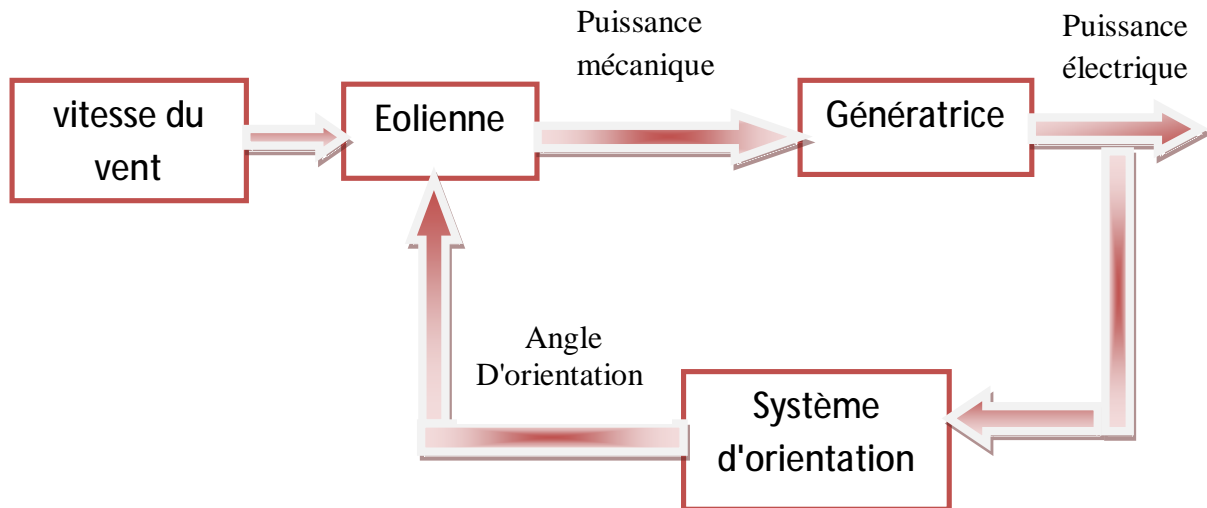 Puissance
mécanique
Puissance
électrique
vitesse du
vent
Eolienne
Génératrice
Angle
D'orientation
Système
d'orientation